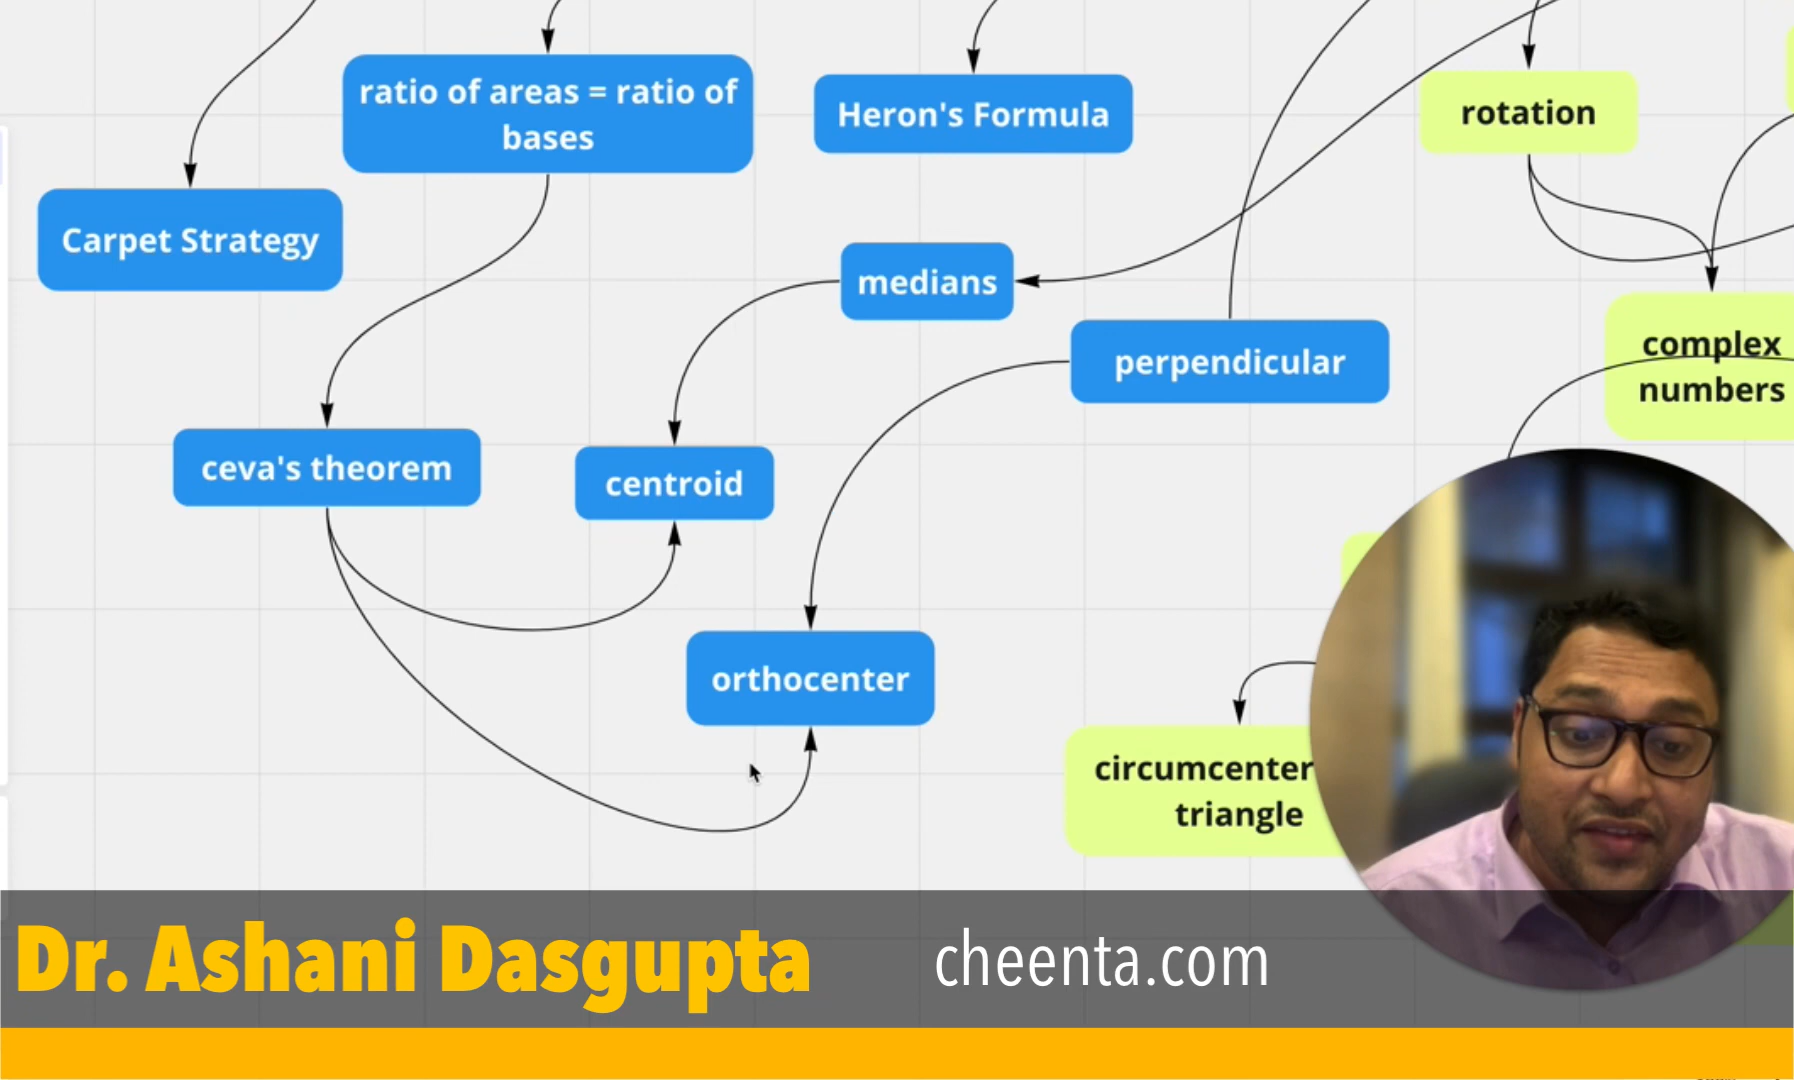 ratio of areas = ratio of
bases
Heron's Formula
rotation
Carpet Strategy
medians
perpendicular
complex
numbers
ceva's theorem
centroid
orthocenter
circumcenter
triangle
Dr. Ashani Dasgupta
cheenta.com